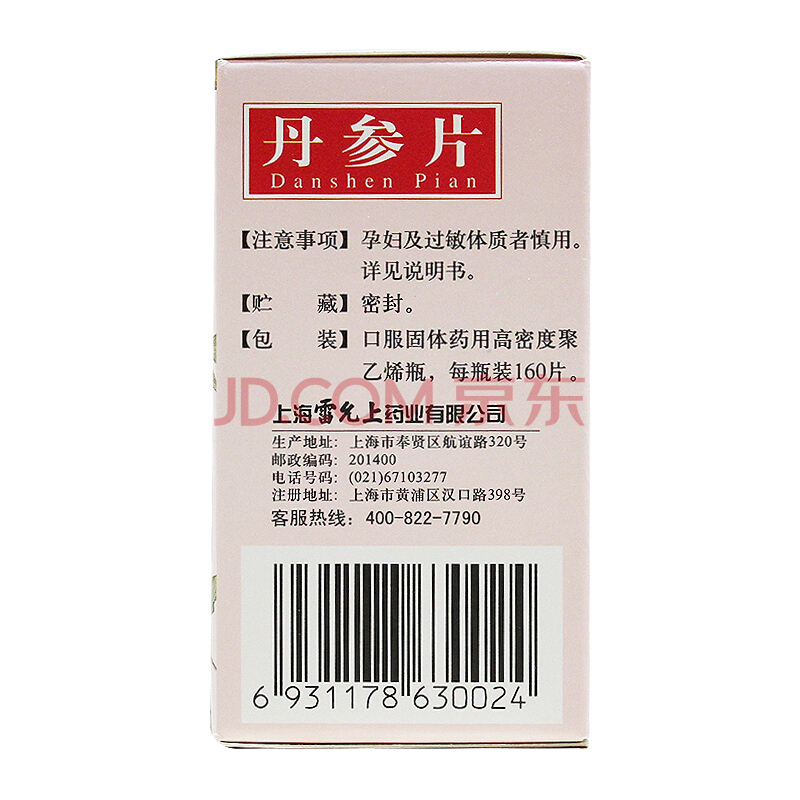 丹参片
Danshen Pian
【注意事项】孕妇及过敏体质者慎用。
详见说明书。
【贮 藏】密封。
【包 装】口服固体药用高密度聚
乙烯瓶，每瓶装160片。
JD.COM 京东
上海雷允上药业有限公司
生产地址：上海市奉贤区航谊路320号
邮政编码：201400
电话号码：(021)67103277
注册地址：上海市黄浦区汉口路398号
客服热线：400-822-7790
6 931178 630024